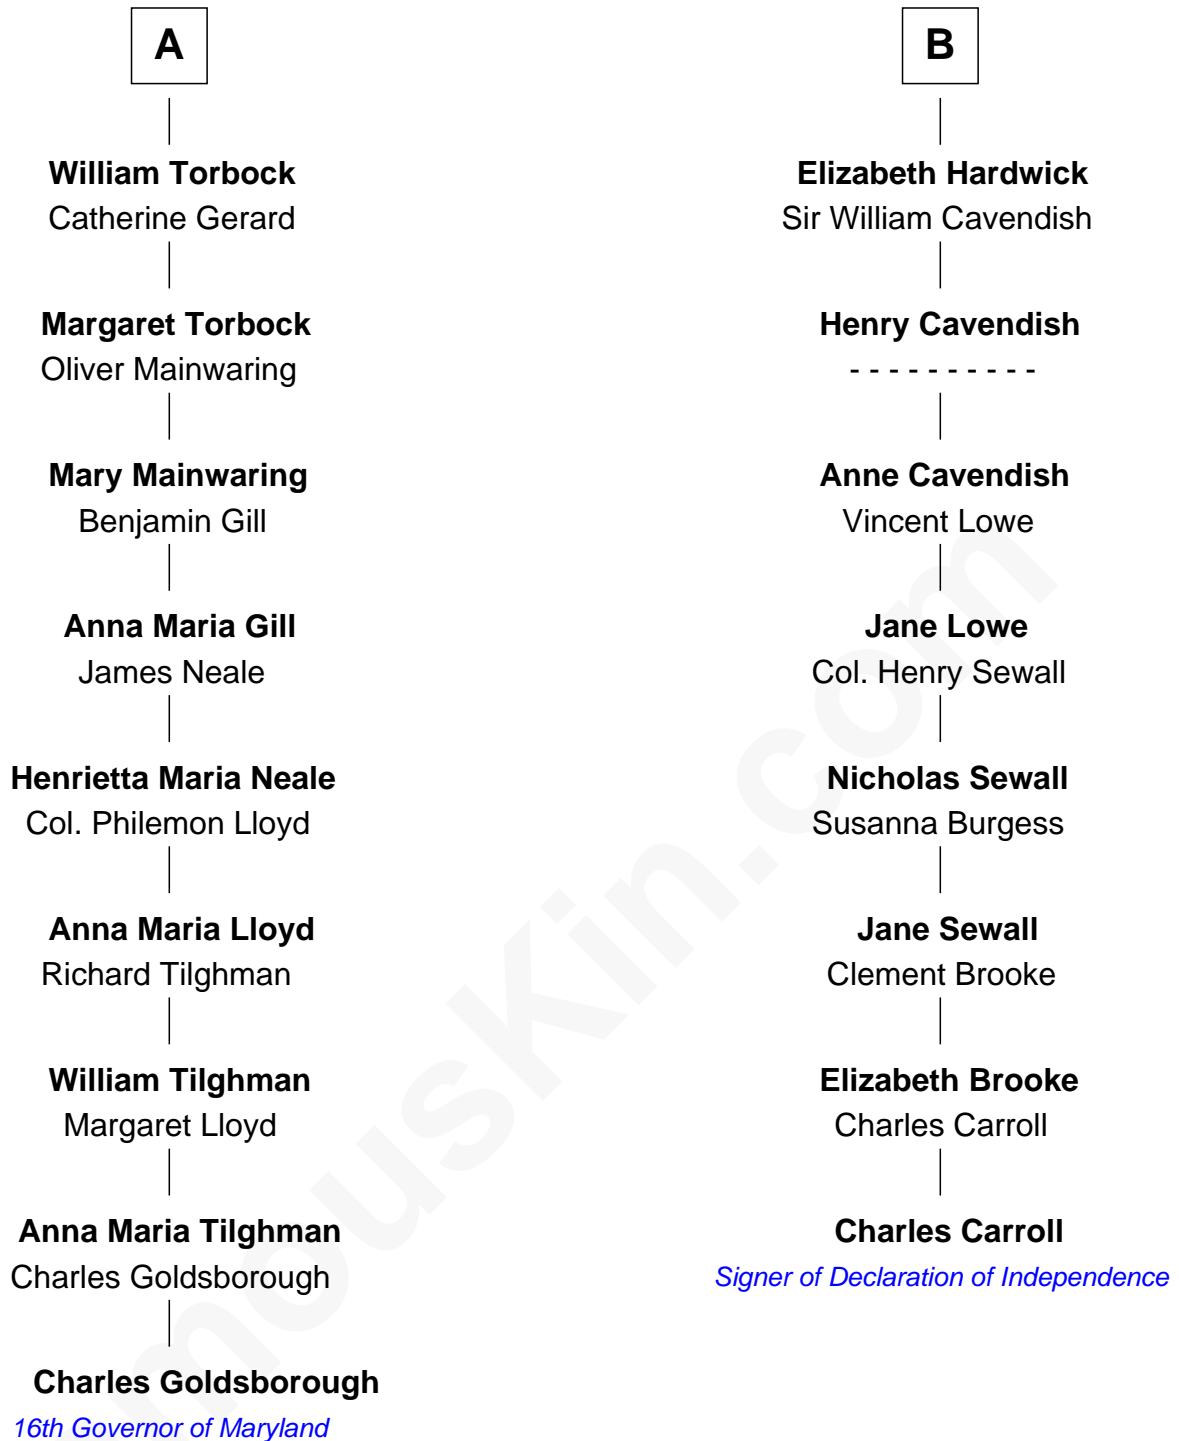 A
William Torbock
Catherine Gerard
Margaret Torbock
Oliver Mainwaring
Mary Mainwaring
Benjamin Gill
Anna Maria Gill
James Neale
Henrietta Maria Neale
Col. Philemon Lloyd
Anna Maria Lloyd
Richard Tilghman
William Tilghman
Margaret Lloyd
Anna Maria Tilghman
Charles Goldsborough
Charles Goldsborough
16th Governor of Maryland
B
Elizabeth Hardwick
Sir William Cavendish
Henry Cavendish
- - - - - - - - - -
Anne Cavendish
Vincent Lowe
Jane Lowe
Col. Henry Sewall
Nicholas Sewall
Susanna Burgess
Jane Sewall
Clement Brooke
Elizabeth Brooke
Charles Carroll
Charles Carroll
Signer of Declaration of Independence
mousKin.com